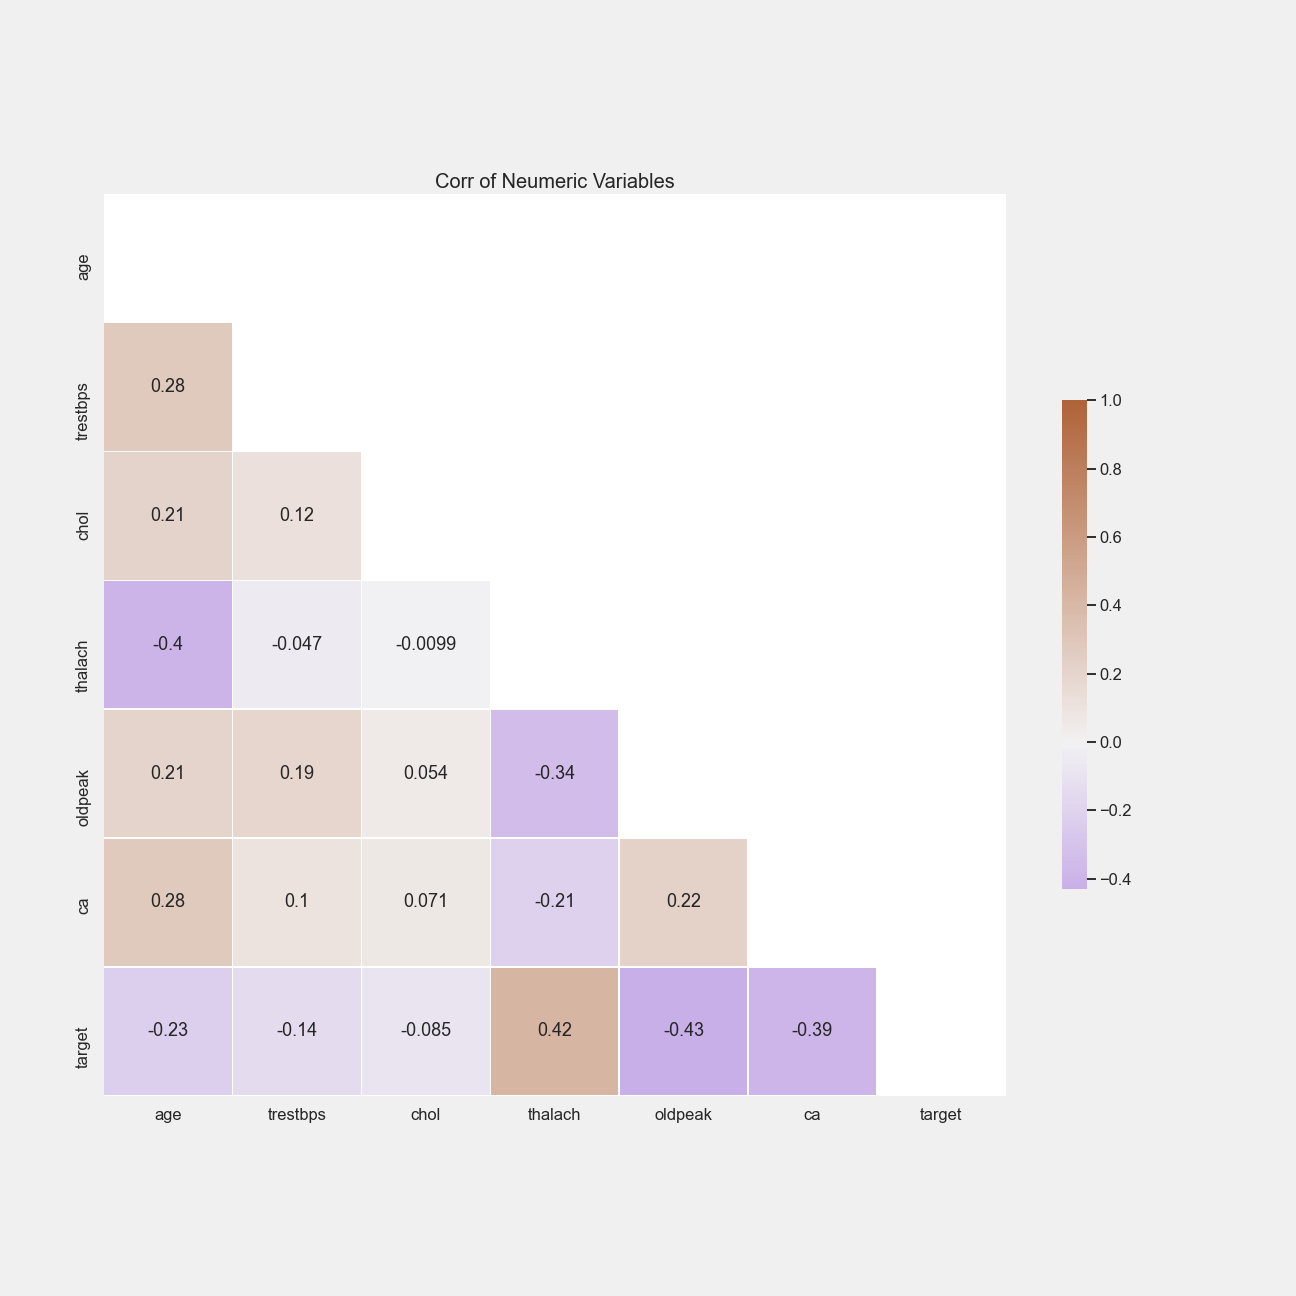 Corr of Neumeric Variables
age
trestbps
0.28
chol
0.21 0.12
thalach
-0.4 -0.047 -0.0099
oldpeak
0.21 0.19 0.054 -0.34
ca
0.28 0.1 0.071 -0.21 0.22
target
-0.23 -0.14 -0.085 0.42 -0.43 -0.39
age trestbps chol thalach oldpeak ca target
1.0
0.8
0.6
0.4
0.2
0.0
−0.2
−0.4